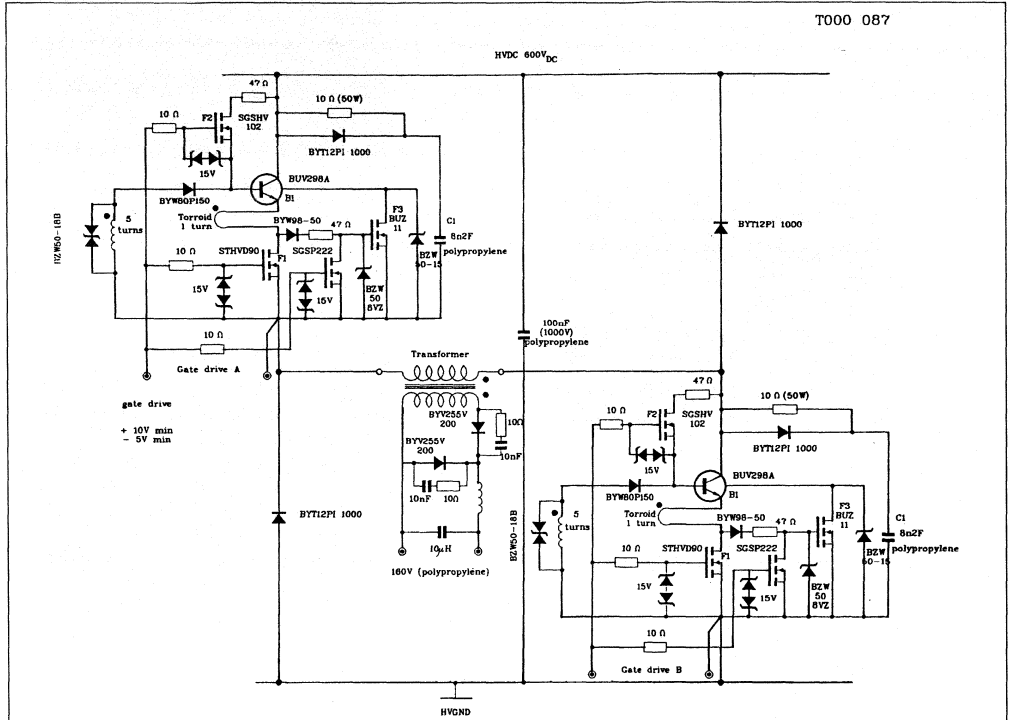 T000 087
HVDC 600V DC
47 Ω
10 Ω
F2
SGSHV
102
10 Ω (50W)
BYT12PI 1000
15V
BUV298A
BYW80P150
B1
BZW50-18B
5
turns
Torroid
1 turn
BYW98-50
47 Ω
F3
BUZ
11
C1
8n2F
polypropylene
STHVD90
F1
SGSP222
10 Ω
15V
15V
BZW
50
8VZ
BZW
50-15
10 Ω
Gate drive A
gate drive
+ 10V min
- 5V min
BYT12PI 1000
100nF
(1000V)
polypropylene
Transformer
BYV255V
200
10Ω
10nF
BYV255V
200
10nF
10Ω
10μH
160V (polypropylene)
BYT12PI 1000
47 Ω
10 Ω
F2
SGSHV
102
10 Ω (50W)
BYT12PI 1000
15V
BUV298A
BYW80P150
B1
BZW50-18B
5
turns
Torroid
1 turn
BYW98-50
47 Ω
F3
BUZ
11
C1
8n2F
polypropylene
STHVD90
F1
SGSP222
10 Ω
15V
15V
BZW
50
8VZ
BZW
50-15
10 Ω
Gate drive B
HVGND